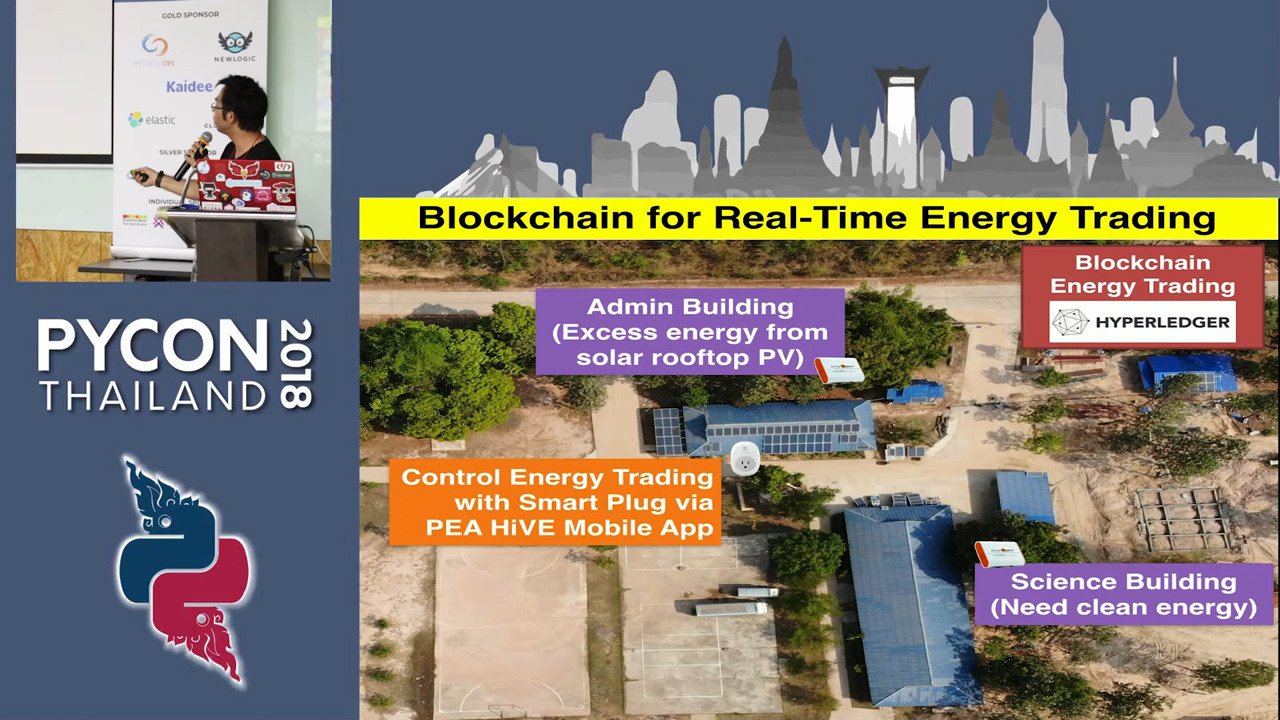 GOLD SPONSOR
NEWLOGIC
Kaidee
elastic
SILVER SPONSOR
PYCON
THAILAND
2018
Blockchain for Real-Time Energy Trading
Blockchain
Energy Trading
HYPERLEDGER
Admin Building
(Excess energy from
solar rooftop PV)
Control Energy Trading
with Smart Plug via
PEA HiVE Mobile App
Science Building
(Need clean energy)